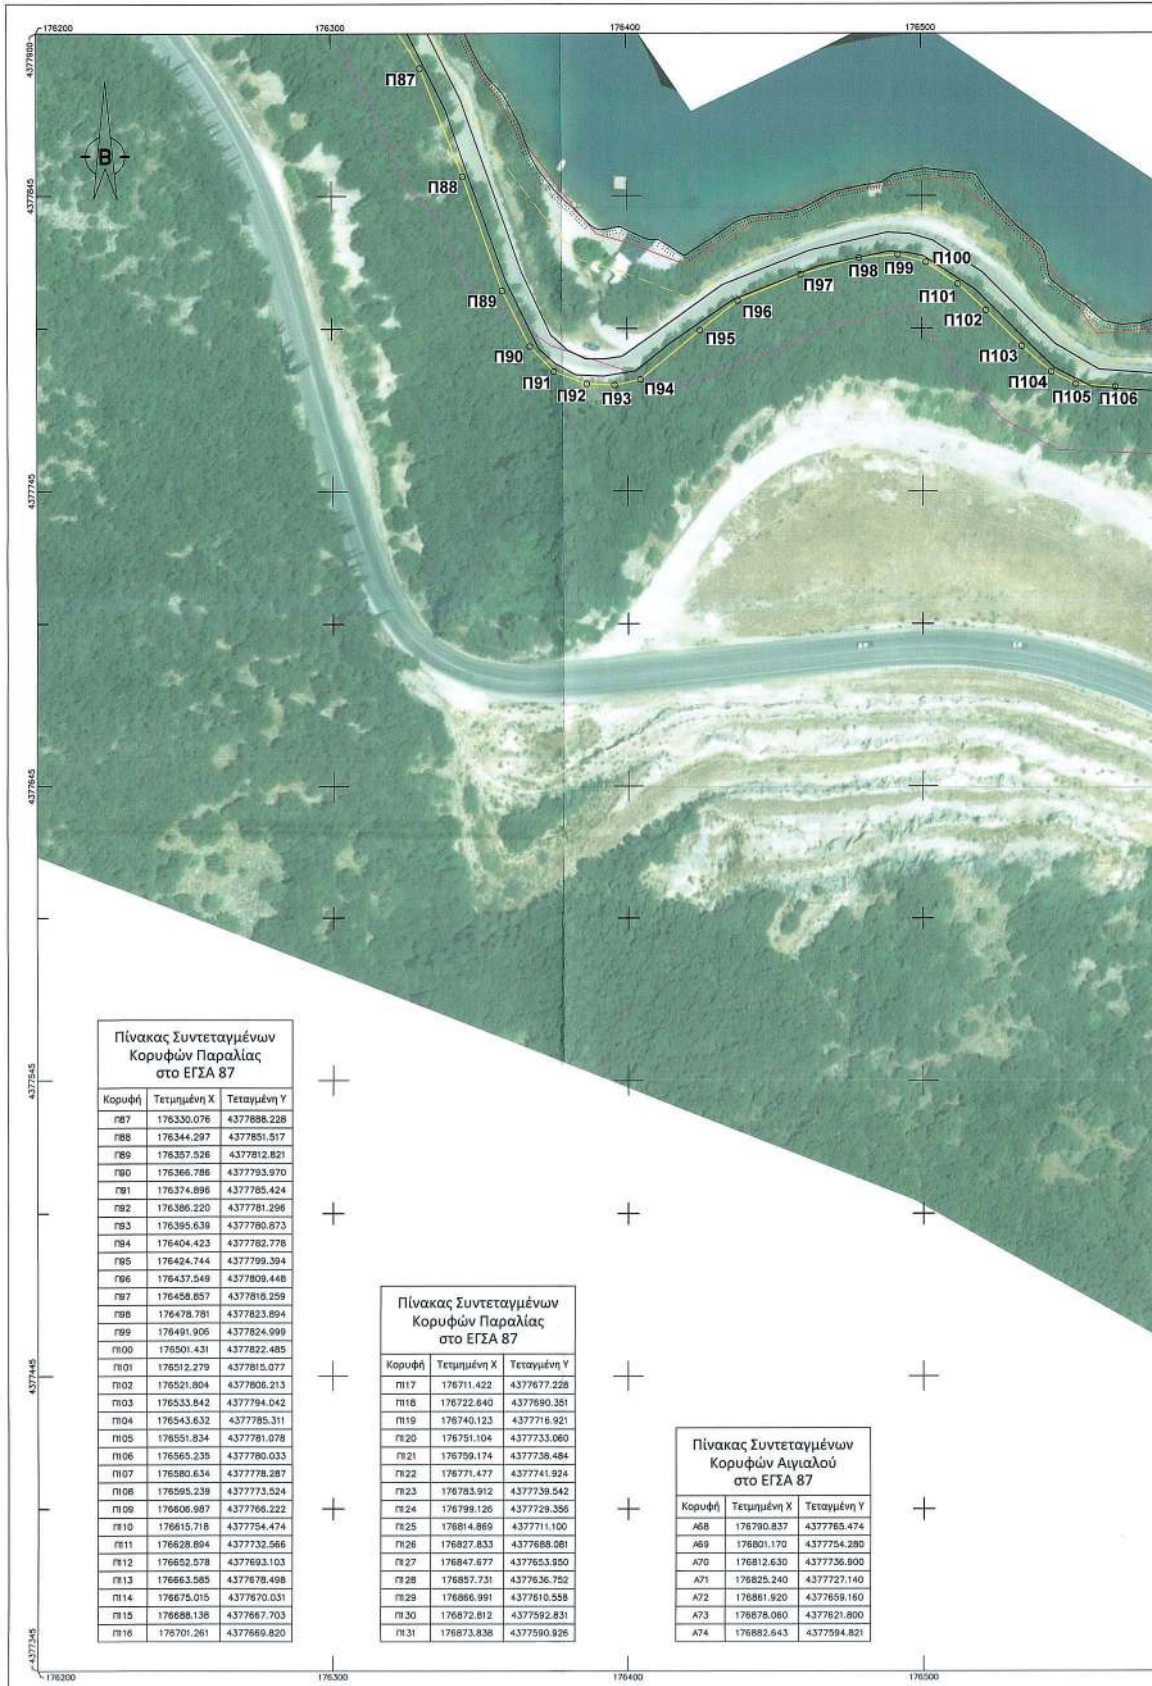 176200 176300 176400 176500
4377900
4377845
4377745
4377645
4377545
4377445
4377345
Β
Π87
Π88
Π89
Π90
Π91
Π92
Π93
Π94
Π95
Π96
Π97
Π98
Π99
Π100
Π101
Π102
Π103
Π104
Π105
Π106
Πίνακας Συντεταγμένων
Κορυφών Παραλίας
στο ΕΓΣΑ 87
Κορυφή Τετμημένη Χ Τεταγμένη Υ
Π87 176330.076 4377888.228
Π88 176344.297 4377851.517
Π89 176357.526 4377812.821
Π90 176366.786 4377793.970
Π91 176374.896 4377785.424
Π92 176386.220 4377781.296
Π93 176395.639 4377780.873
Π94 176404.423 4377782.778
Π95 176424.744 4377799.394
Π96 176437.549 4377809.448
Π97 176458.857 4377818.259
Π98 176478.781 4377823.894
Π99 176491.906 4377824.999
Π100 176501.431 4377822.485
Π101 176512.279 4377815.077
Π102 176521.804 4377806.213
Π103 176533.842 4377794.042
Π104 176543.632 4377785.311
Π105 176551.834 4377781.078
Π106 176565.235 4377780.033
Π107 176580.634 4377778.287
Π108 176595.239 4377773.524
Π109 176606.987 4377766.222
Π110 176615.718 4377754.474
Π111 176628.894 4377732.566
Π112 176652.578 4377693.103
Π113 176663.585 4377678.498
Π114 176675.015 4377670.031
Π115 176688.138 4377667.703
Π116 176701.261 4377669.820
Πίνακας Συντεταγμένων
Κορυφών Παραλίας
στο ΕΓΣΑ 87
Κορυφή Τετμημένη Χ Τεταγμένη Υ
Π117 176711.422 4377677.228
Π118 176722.640 4377690.351
Π119 176740.123 4377716.921
Π120 176751.104 4377733.060
Π121 176759.174 4377738.484
Π122 176771.477 4377741.924
Π123 176783.912 4377739.542
Π124 176799.126 4377729.356
Π125 176814.869 4377711.100
Π126 176827.833 4377688.081
Π127 176847.677 4377653.950
Π128 176857.731 4377636.752
Π129 176866.991 4377610.558
Π130 176872.812 4377592.831
Π131 176873.838 4377590.926
Πίνακας Συντεταγμένων
Κορυφών Αιγιαλού
στο ΕΓΣΑ 87
Κορυφή Τετμημένη Χ Τεταγμένη Υ
Α68 176790.837 4377765.474
Α69 176801.170 4377754.280
Α70 176812.630 4377736.900
Α71 176825.240 4377727.140
Α72 176861.920 4377659.160
Α73 176878.060 4377621.800
Α74 176882.643 4377594.821
176200 176300 176400 176500